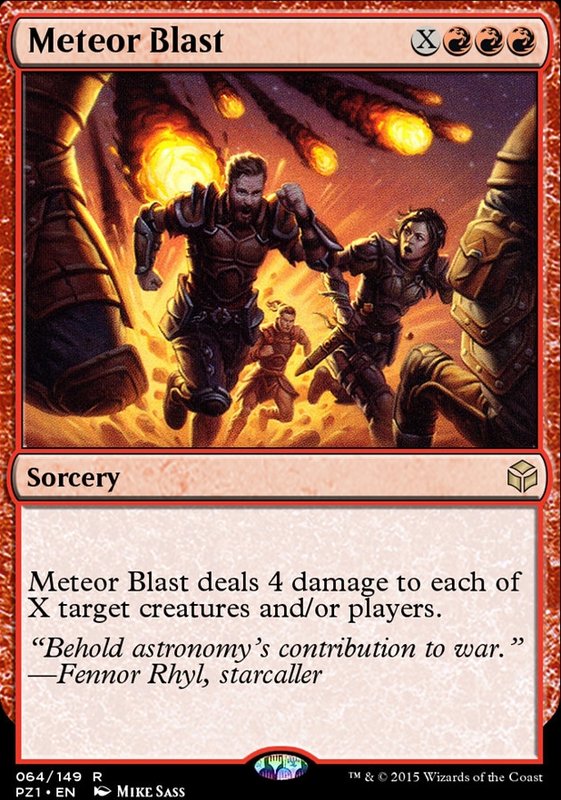 Meteor Blast X
Sorcery
Meteor Blast deals 4 damage to each of
X target creatures and/or players.
“Behold astronomy’s contribution to war.”
—Fennor Rhyl, starcaller
064/149 R
PZ1 • EN Mike Sass
™ & © 2015 Wizards of the Coast